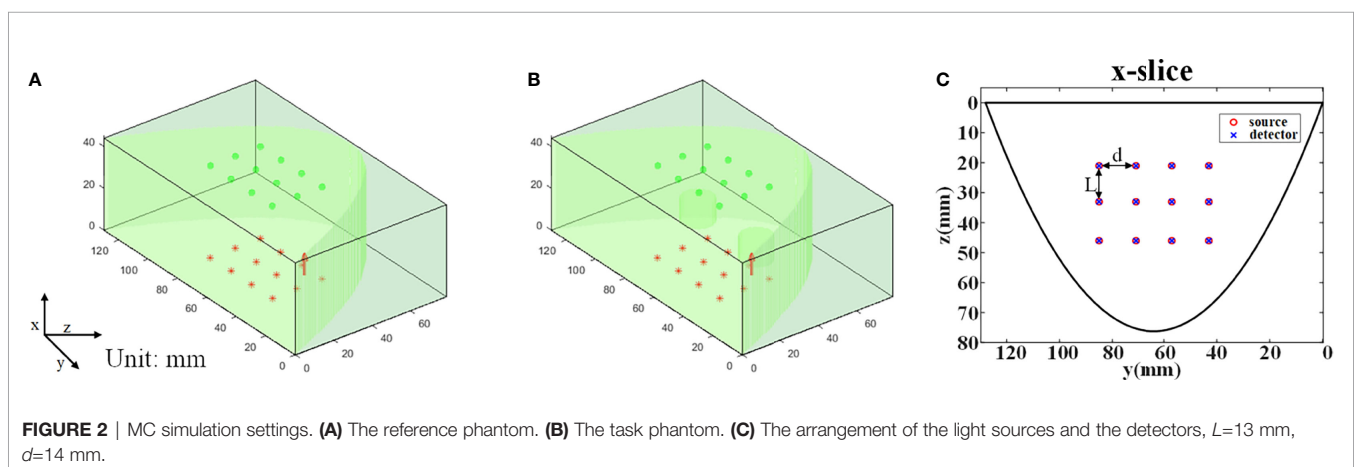 A
40
20
0
120
100
80
60
40
20
0
0
20
40
60
x
z
y
Unit: mm
B
40
20
0
120
100
80
60
40
20
0
0
20
40
60
C
x-slice
0
10
20
30
40
50
60
70
80
z(mm)
source
detector
d
L
120
100
80
60
40
20
0
y(mm)
FIGURE 2 | MC simulation settings. (A) The reference phantom. (B) The task phantom. (C) The arrangement of the light sources and the detectors, L=13 mm,
d=14 mm.